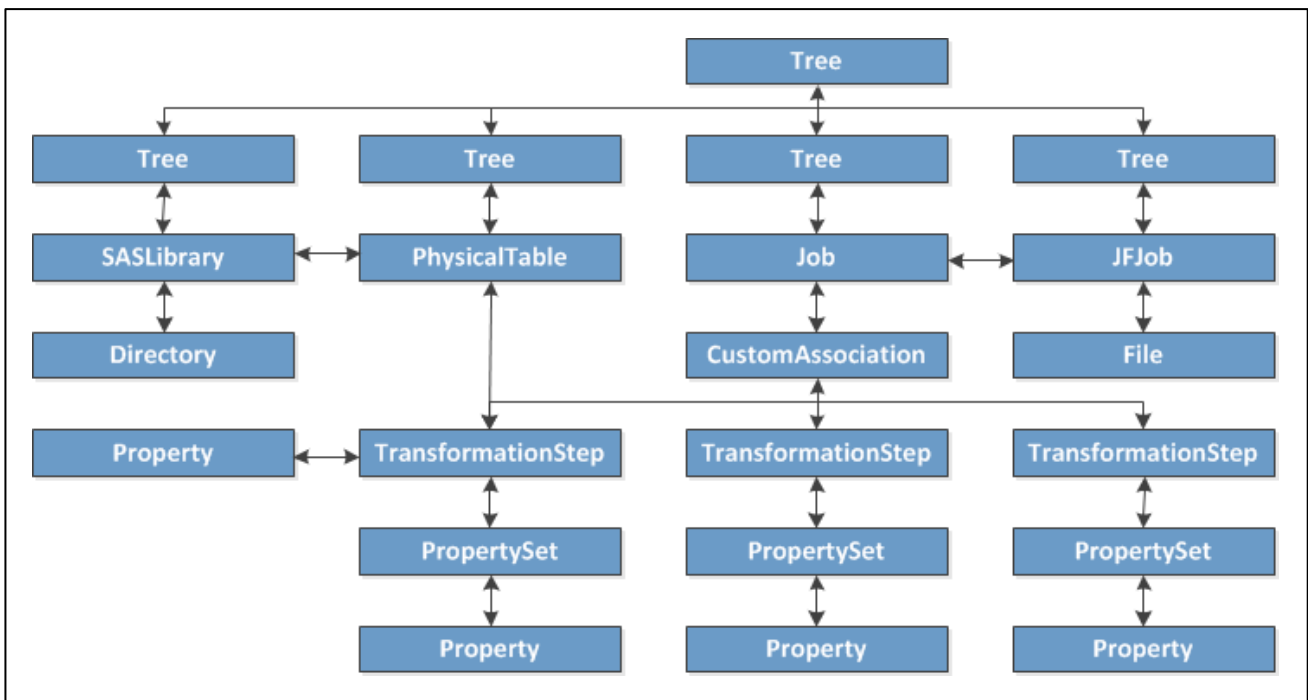 Tree
Tree Tree Tree Tree
SASLibrary PhysicalTable Job JFJob
Directory CustomAssociation File
Property TransformationStep TransformationStep TransformationStep
PropertySet PropertySet PropertySet
Property Property Property